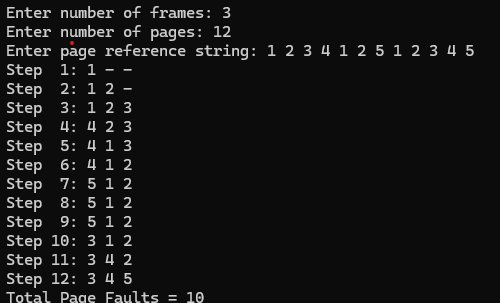 Enter number of frames: 3
Enter number of pages: 12
Enter page reference string: 1 2 3 4 1 2 5 1 2 3 4 5
Step  1: 1 - -
Step  2: 1 2 -
Step  3: 1 2 3
Step  4: 4 2 3
Step  5: 4 1 3
Step  6: 4 1 2
Step  7: 5 1 2
Step  8: 5 1 2
Step  9: 5 1 2
Step 10: 3 1 2
Step 11: 3 4 2
Step 12: 3 4 5
Total Page Faults = 10